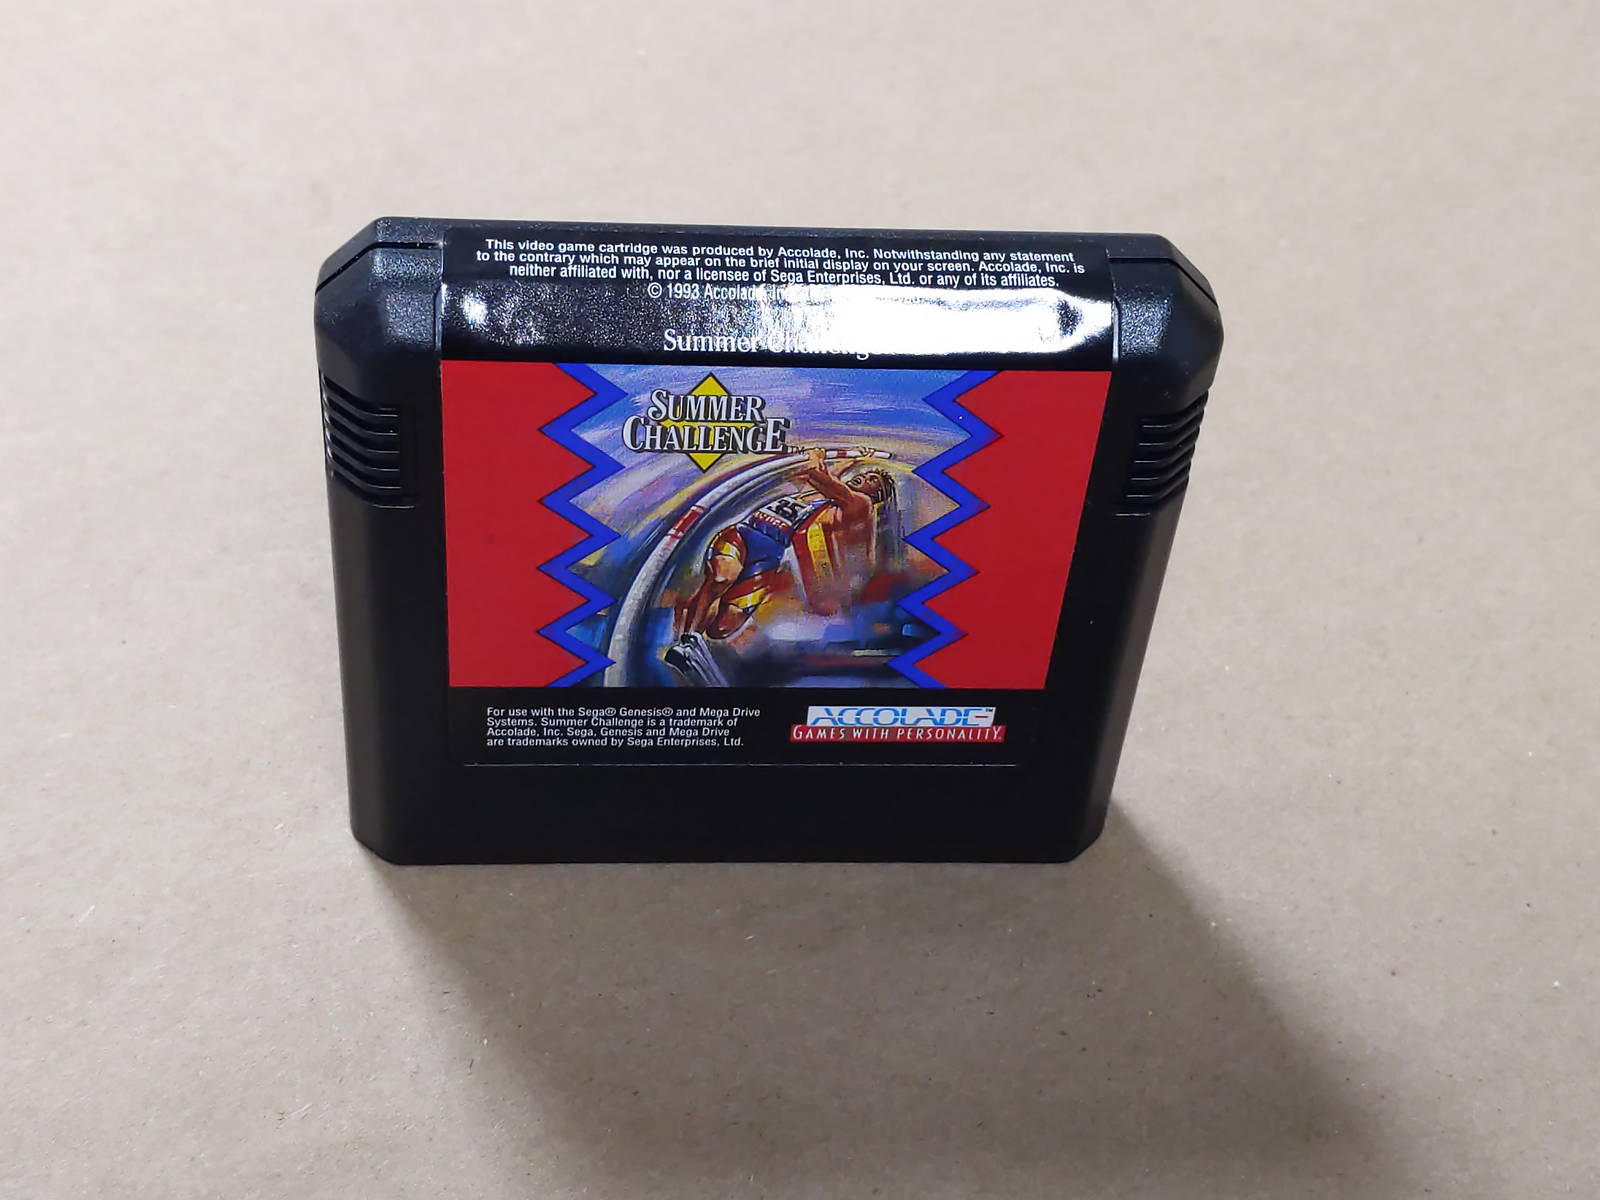 This video game cartridge was produced by Accolade, Inc. Notwithstanding any statement
to the contrary which may appear on the brief initial display on your screen. Accolade, Inc. is
neither affiliated with, nor a licensee of Sega Enterprises, Ltd. or any of its affiliates.
© 1993 Accolade, Inc.
Summer Challenge
SUMMER
CHALLENGE™
For use with the Sega® Genesis® and Mega Drive
Systems. Summer Challenge is a trademark of
Accolade, Inc. Sega, Genesis and Mega Drive
are trademarks owned by Sega Enterprises, Ltd.
ACCOLADE™
GAMES WITH PERSONALITY